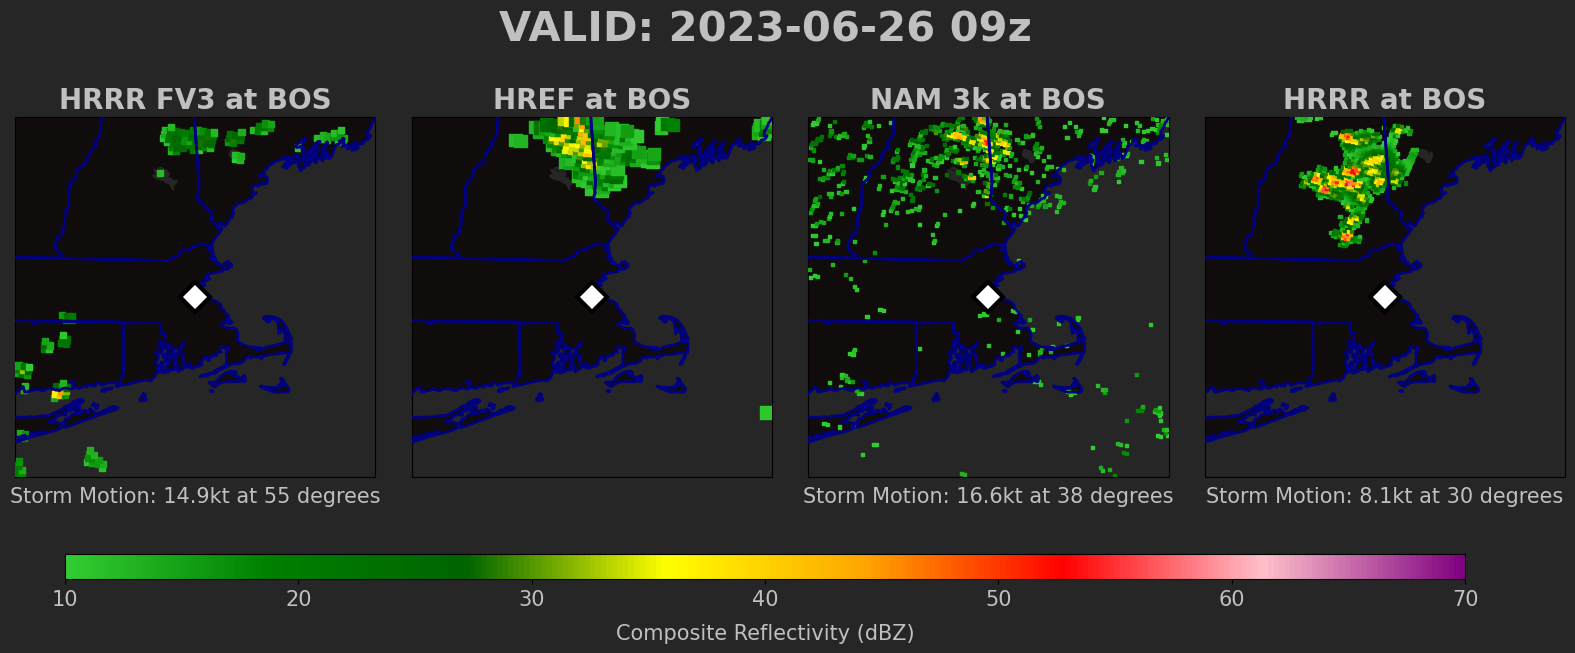 VALID: 2023-06-26 09z
HRRR FV3 at BOS
HREF at BOS
NAM 3k at BOS
HRRR at BOS
Storm Motion: 14.9kt at 55 degrees
Storm Motion: 16.6kt at 38 degrees
Storm Motion: 8.1kt at 30 degrees
10 20 30 40 50 60 70
Composite Reflectivity (dBZ)